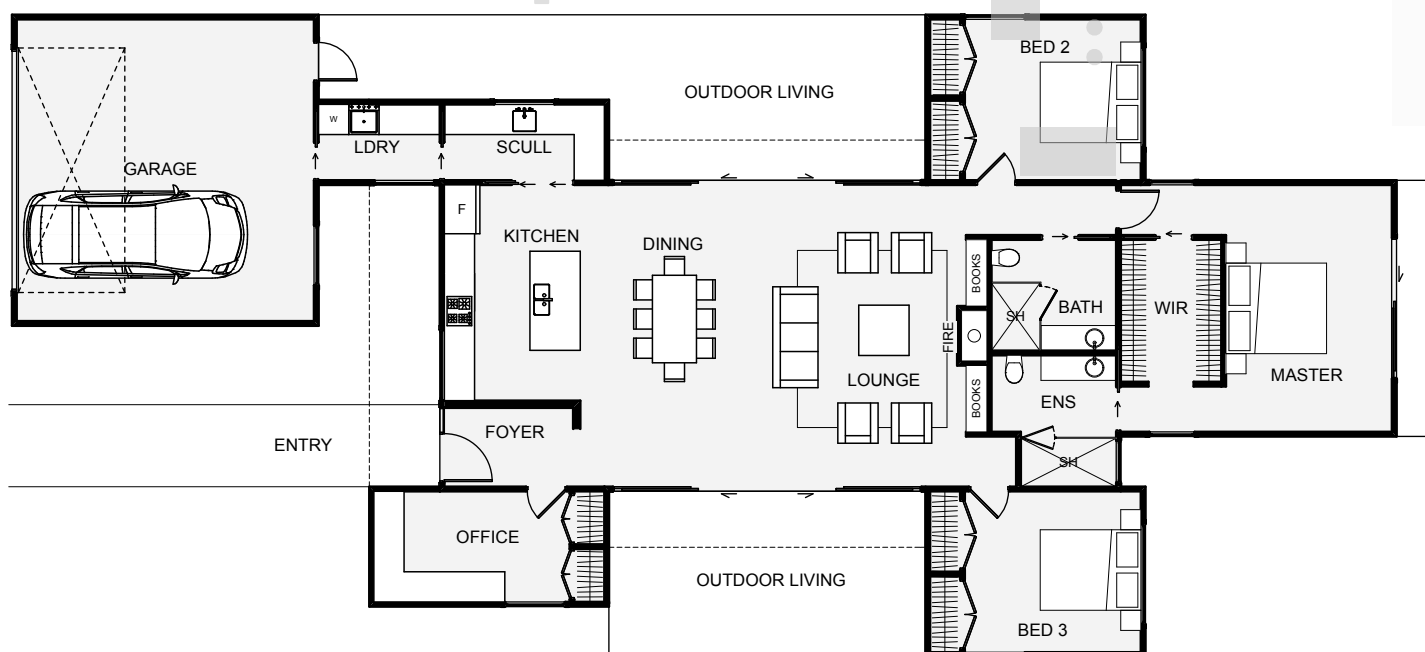 BED 2
OUTDOOR LIVING
W
LDRY
SCULL
GARAGE
F
KITCHEN
DINING
BOOKS
SH
BATH
WIR
FIRE
LOUNGE
MASTER
BOOKS
ENS
FOYER
ENTRY
SH
OFFICE
OUTDOOR LIVING
BED 3